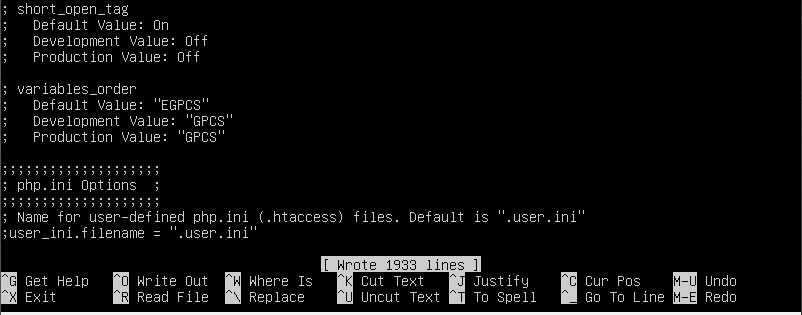 ; short_open_tag
;   Default Value: On
;   Development Value: Off
;   Production Value: Off
; variables_order
;   Default Value: "EGPCS"
;   Development Value: "GPCS"
;   Production Value: "GPCS"
;;;;;;;;;;;;;;;;;;;;
; php.ini Options  ;
;;;;;;;;;;;;;;;;;;;;
; Name for user-defined php.ini (.htaccess) files. Default is ".user.ini"
;user_ini.filename = ".user.ini"
[ Wrote 1933 lines ]
^G Get Help   ^O Write Out  ^W Where Is   ^K Cut Text   ^J Justify    ^C Cur Pos    M-U Undo
^X Exit       ^R Read File  ^\ Replace    ^U Uncut Text ^T To Spell   ^_ Go To Line M-E Redo